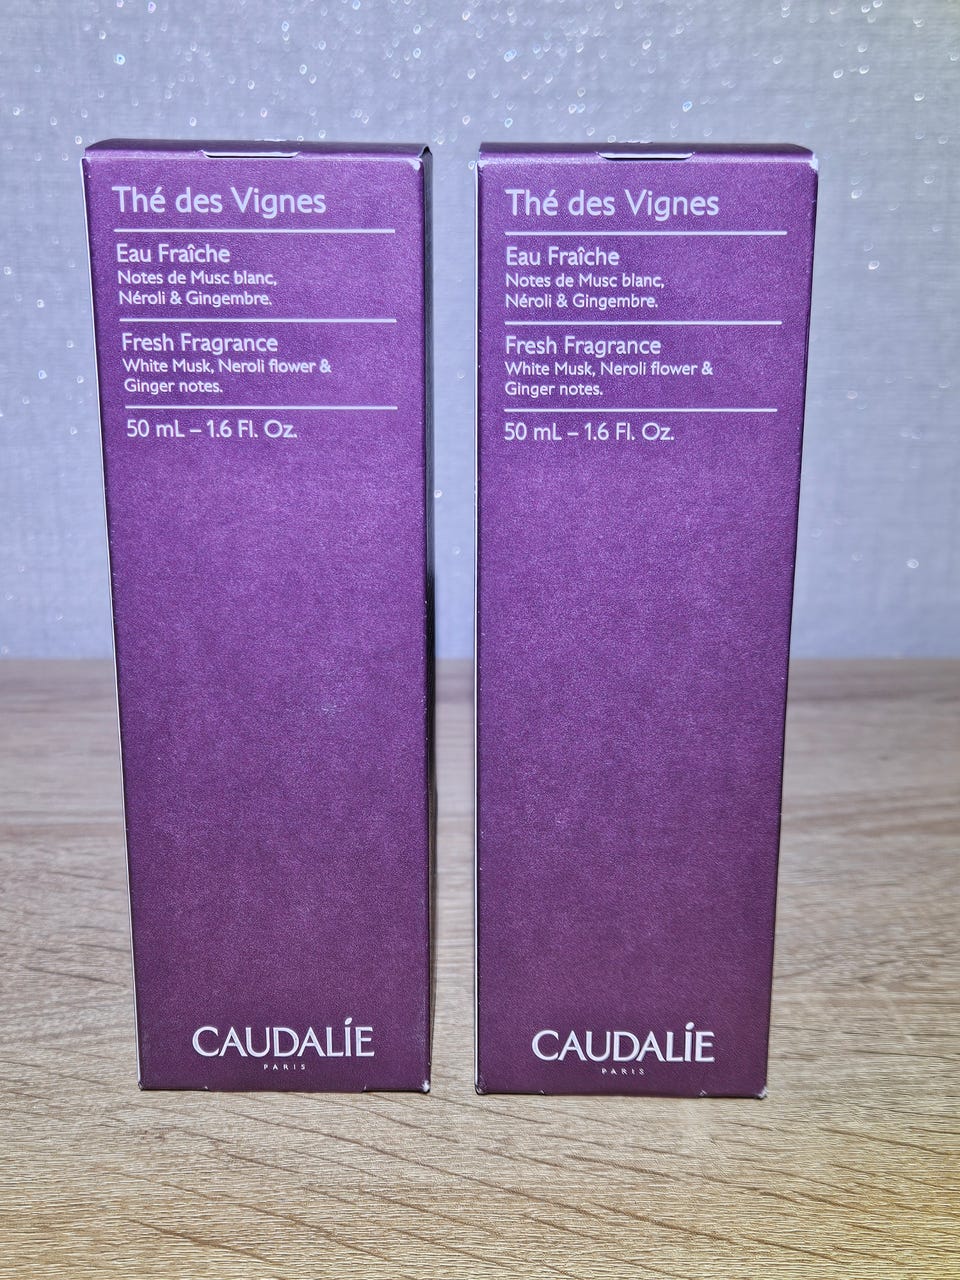 Thé des Vignes
Eau Fraîche
Notes de Musc blanc,
Néroli & Gingembre.
Fresh Fragrance
White Musk, Neroli flower &
Ginger notes.
50 mL – 1.6 Fl. Oz.
CAUDALÍE
PARIS
Thé des Vignes
Eau Fraîche
Notes de Musc blanc,
Néroli & Gingembre.
Fresh Fragrance
White Musk, Neroli flower &
Ginger notes.
50 mL – 1.6 Fl. Oz.
CAUDALÍE
PARIS